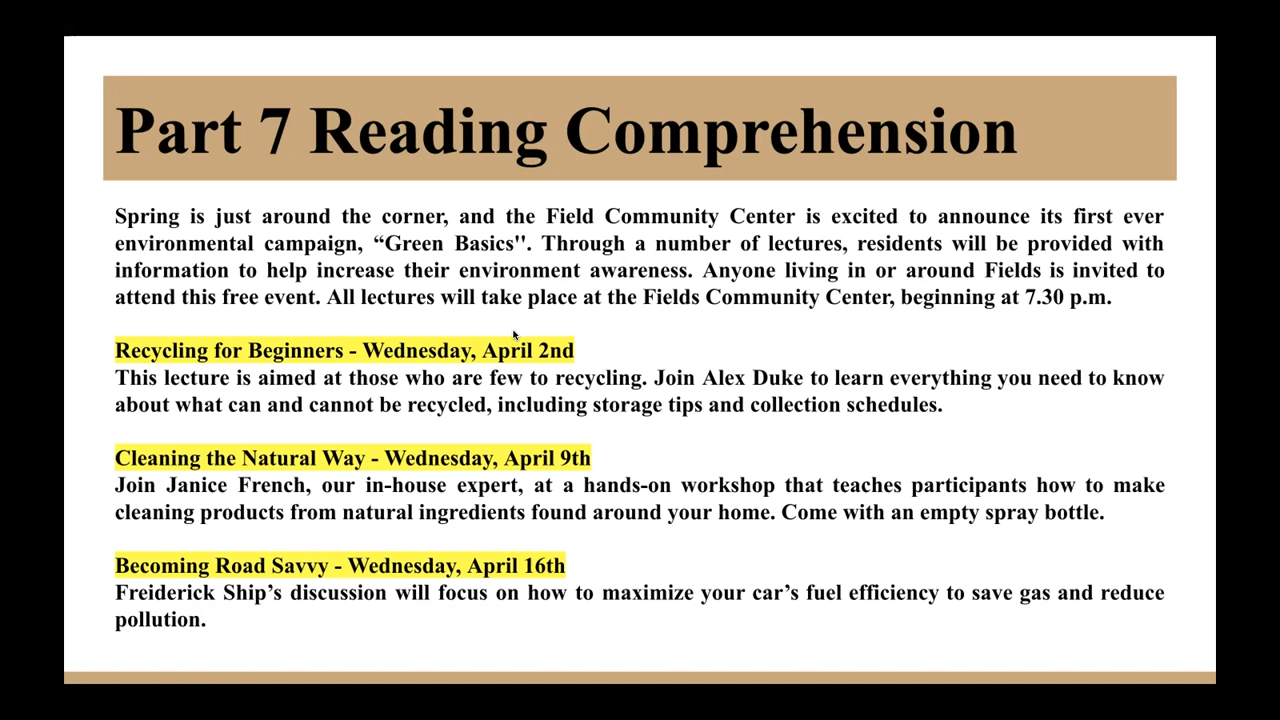 Part 7 Reading Comprehension
Spring is just around the corner, and the Field Community Center is excited to announce its first ever
environmental campaign, “Green Basics". Through a number of lectures, residents will be provided with
information to help increase their environment awareness. Anyone living in or around Fields is invited to
attend this free event. All lectures will take place at the Fields Community Center, beginning at 7.30 p.m.
Recycling for Beginners - Wednesday, April 2nd
This lecture is aimed at those who are few to recycling. Join Alex Duke to learn everything you need to know
about what can and cannot be recycled, including storage tips and collection schedules.
Cleaning the Natural Way - Wednesday, April 9th
Join Janice French, our in-house expert, at a hands-on workshop that teaches participants how to make
cleaning products from natural ingredients found around your home. Come with an empty spray bottle.
Becoming Road Savvy - Wednesday, April 16th
Freiderick Ship’s discussion will focus on how to maximize your car’s fuel efficiency to save gas and reduce
pollution.